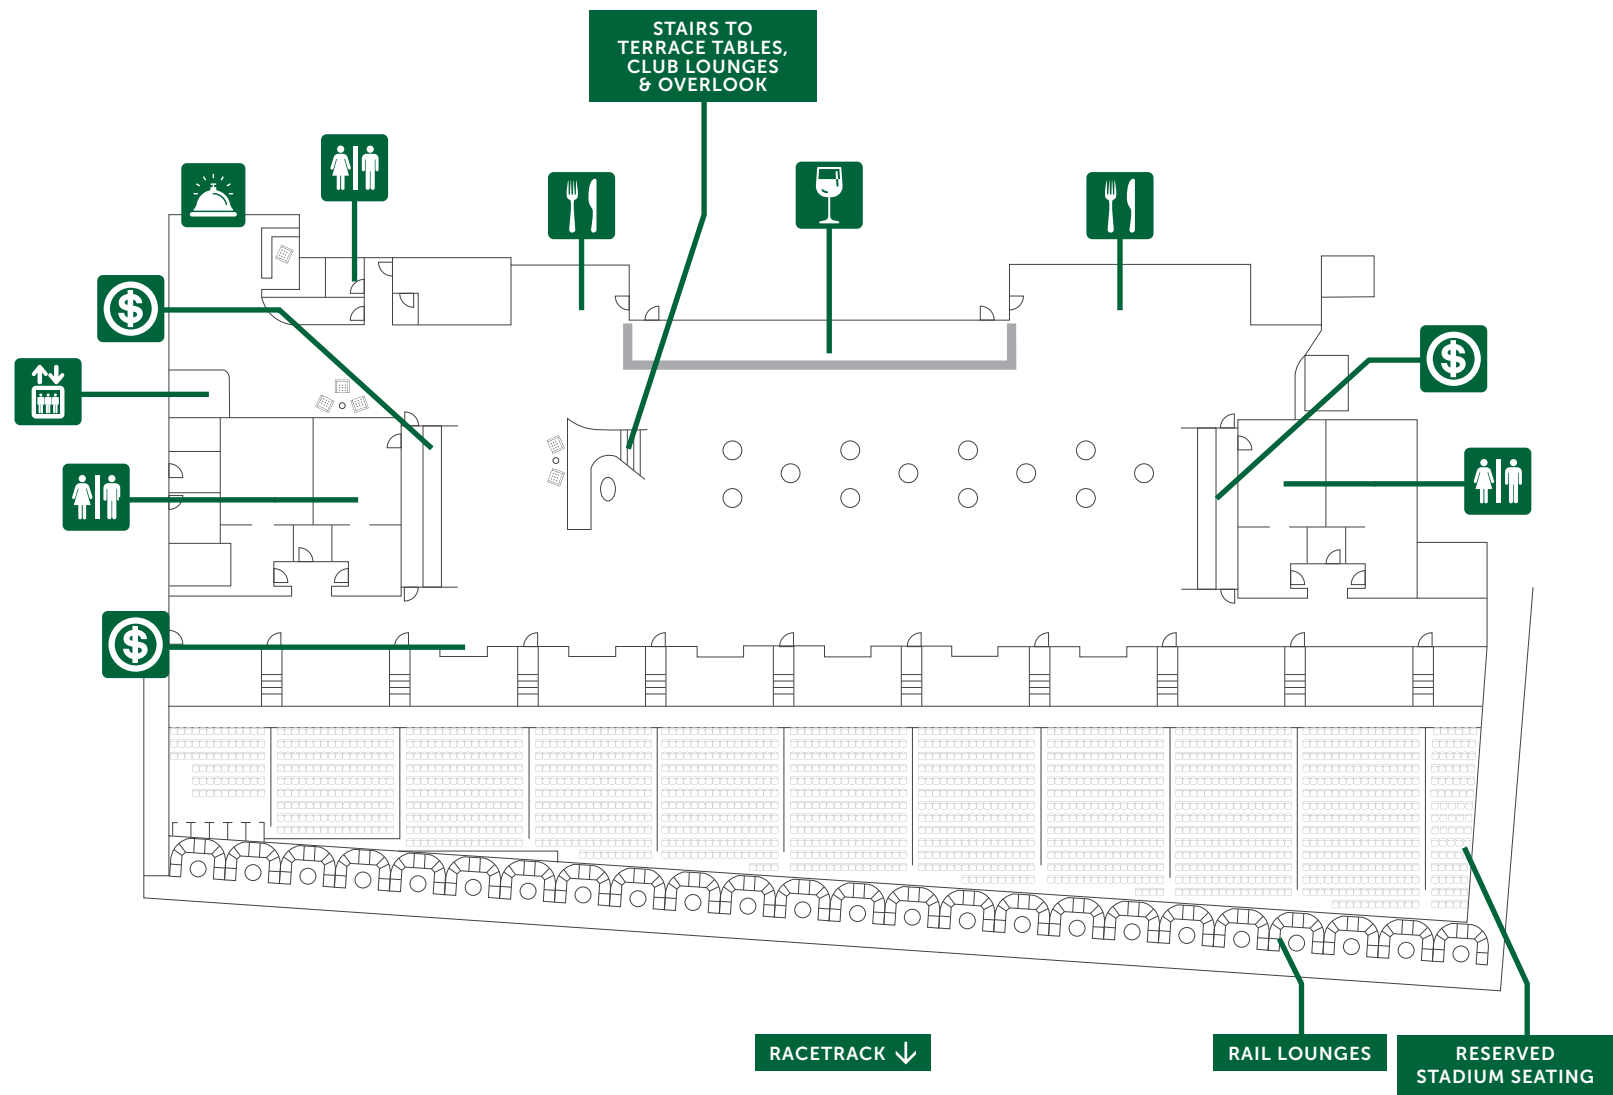 STAIRS TO
TERRACE TABLES,
CLUB LOUNGES
& OVERLOOK
$
$
$
RACETRACK ↓
RAIL LOUNGES
RESERVED
STADIUM SEATING